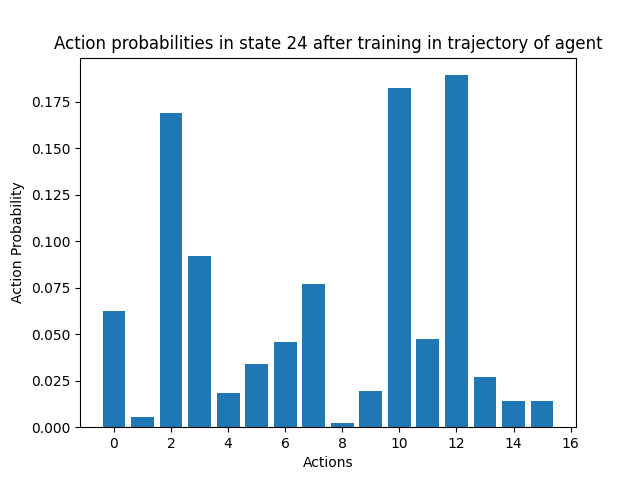 Action probabilities in state 24 after training in trajectory of agent
0.175
0.150
0.125
0.100
0.075
0.050
0.025
0.000
Action Probability
0 2 4 6 8 10 12 14 16
Actions